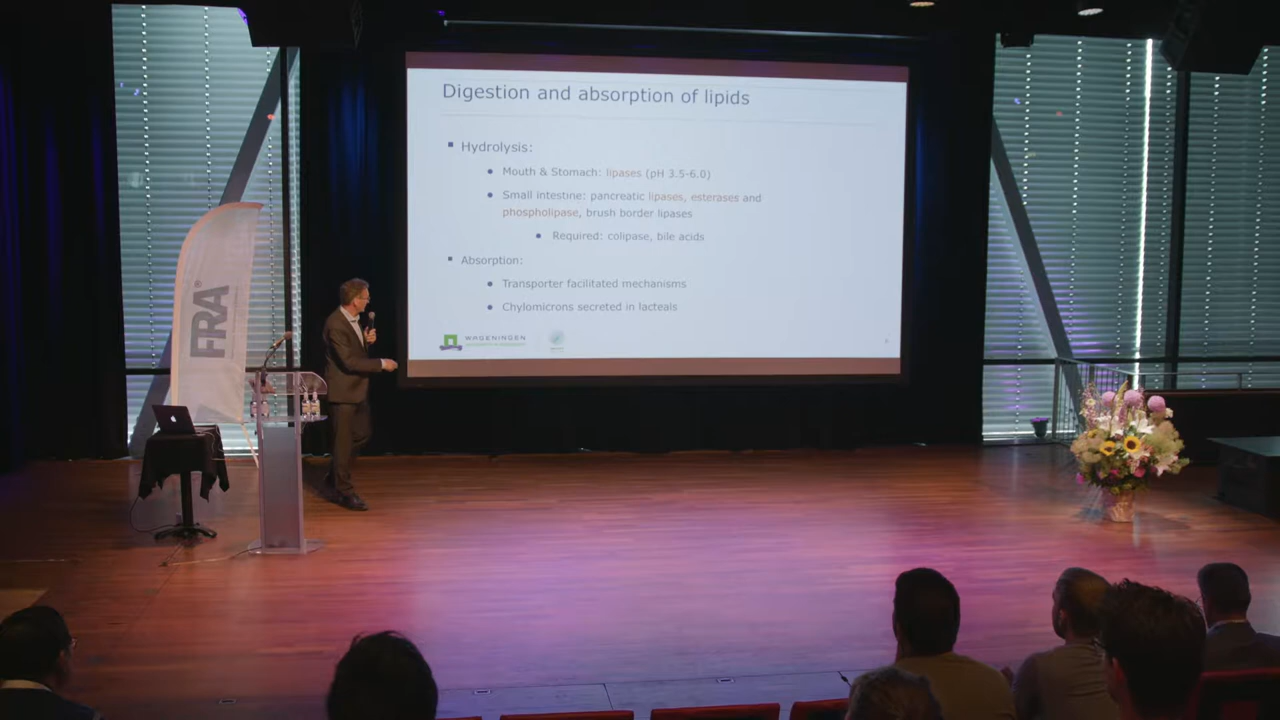 Digestion and absorption of lipids
Hydrolysis:
Mouth & Stomach: lipases (pH 3.5-6.0)
Small intestine: pancreatic lipases, esterases and
phospholipase, brush border lipases
Required: colipase, bile acids
Absorption:
Transporter facilitated mechanisms
Chylomicrons secreted in lacteals
WAGENINGEN
FRA®